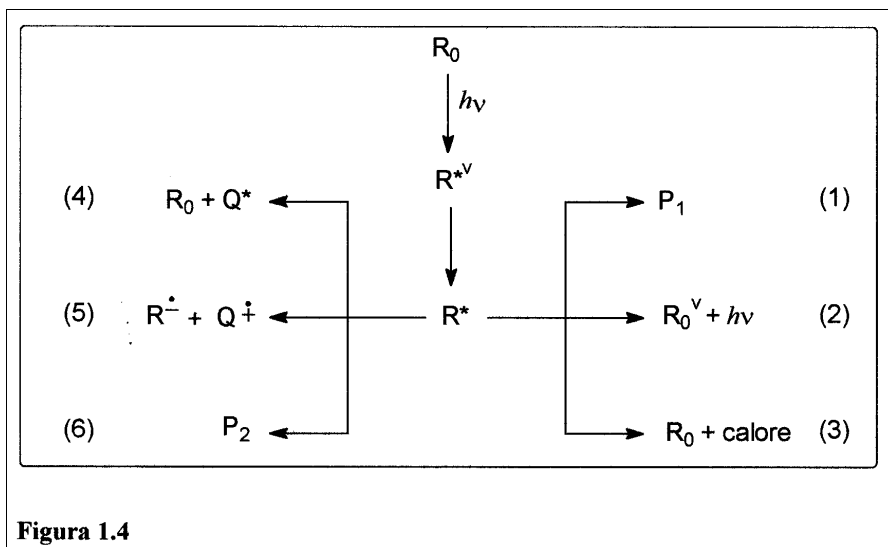 R₀
hν
R*ᵛ
(4) R₀ + Q* P₁ (1)
(5) R∸ + Q∔ R* R₀ᵛ + hν (2)
(6) P₂ R₀ + calore (3)
Figura 1.4